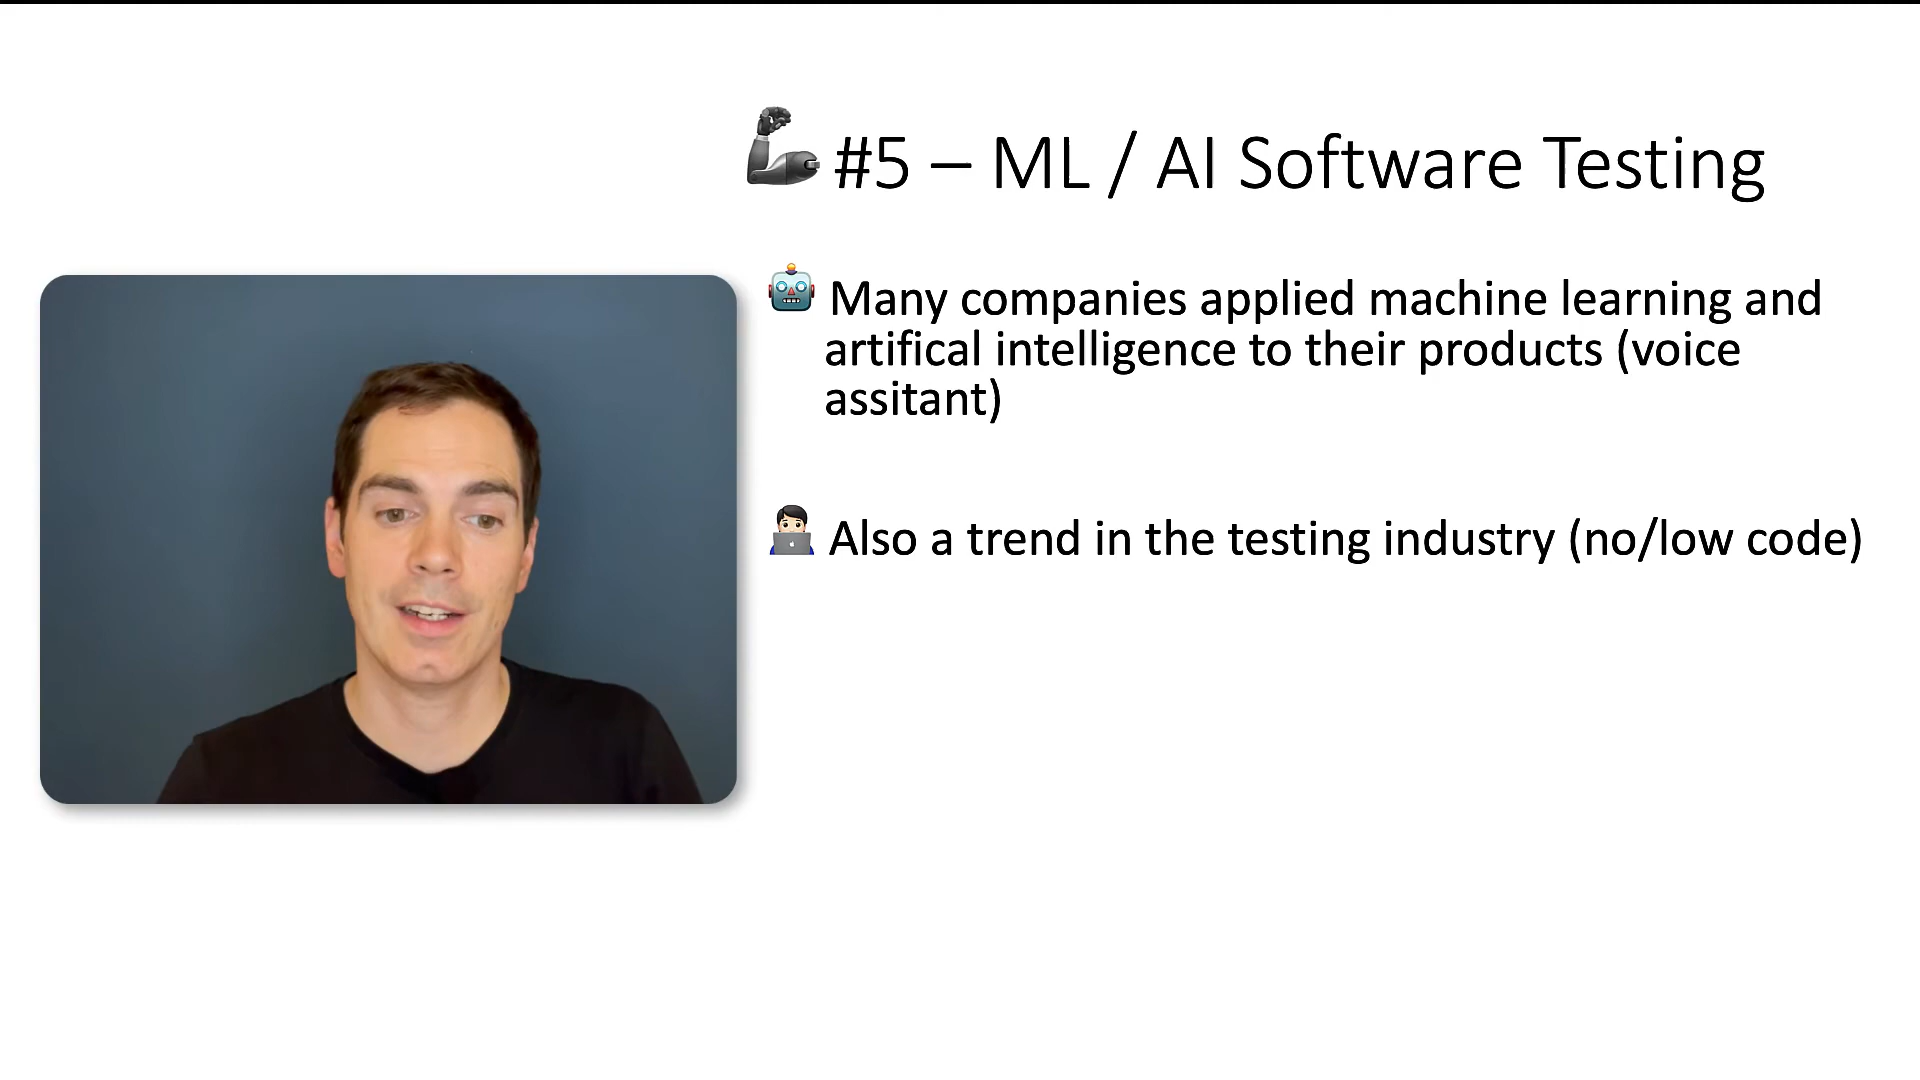 #5 – ML / AI Software Testing
Many companies applied machine learning and
artifical intelligence to their products (voice
assitant)
Also a trend in the testing industry (no/low code)